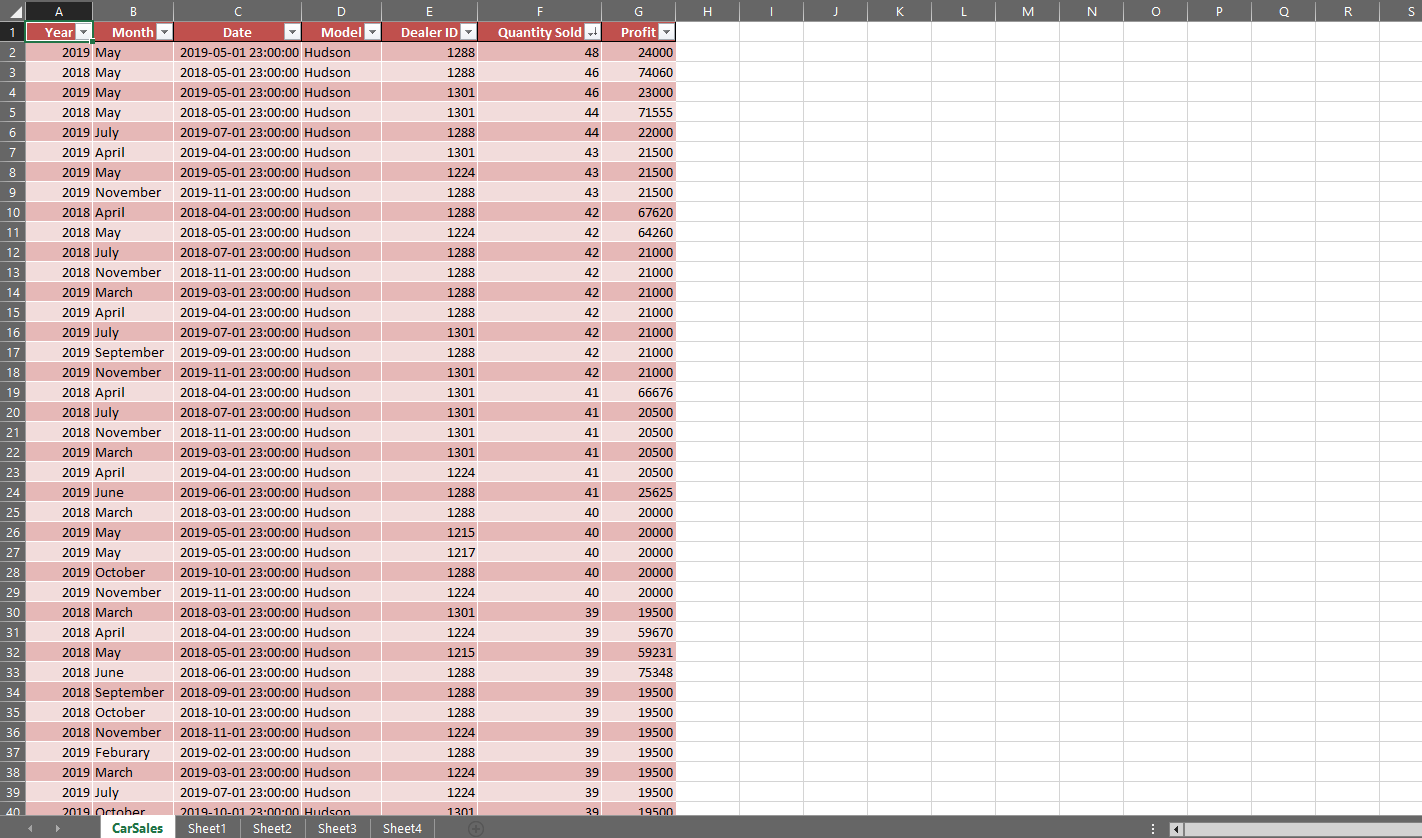 A B C D E F G H I J K L M N O P Q R S
1 Year Month Date Model Dealer ID Quantity Sold Profit
2 2019 May 2019-05-01 23:00:00 Hudson 1288 48 24000
3 2018 May 2018-05-01 23:00:00 Hudson 1288 46 74060
4 2019 May 2019-05-01 23:00:00 Hudson 1301 46 23000
5 2018 May 2018-05-01 23:00:00 Hudson 1301 44 71555
6 2019 July 2019-07-01 23:00:00 Hudson 1288 44 22000
7 2019 April 2019-04-01 23:00:00 Hudson 1301 43 21500
8 2019 May 2019-05-01 23:00:00 Hudson 1224 43 21500
9 2019 November 2019-11-01 23:00:00 Hudson 1288 43 21500
10 2018 April 2018-04-01 23:00:00 Hudson 1288 42 67620
11 2018 May 2018-05-01 23:00:00 Hudson 1224 42 64260
12 2018 July 2018-07-01 23:00:00 Hudson 1288 42 21000
13 2018 November 2018-11-01 23:00:00 Hudson 1288 42 21000
14 2019 March 2019-03-01 23:00:00 Hudson 1288 42 21000
15 2019 April 2019-04-01 23:00:00 Hudson 1288 42 21000
16 2019 July 2019-07-01 23:00:00 Hudson 1301 42 21000
17 2019 September 2019-09-01 23:00:00 Hudson 1288 42 21000
18 2019 November 2019-11-01 23:00:00 Hudson 1301 42 21000
19 2018 April 2018-04-01 23:00:00 Hudson 1301 41 66676
20 2018 July 2018-07-01 23:00:00 Hudson 1301 41 20500
21 2018 November 2018-11-01 23:00:00 Hudson 1301 41 20500
22 2019 March 2019-03-01 23:00:00 Hudson 1301 41 20500
23 2019 April 2019-04-01 23:00:00 Hudson 1224 41 20500
24 2019 June 2019-06-01 23:00:00 Hudson 1288 41 25625
25 2018 March 2018-03-01 23:00:00 Hudson 1288 40 20000
26 2019 May 2019-05-01 23:00:00 Hudson 1215 40 20000
27 2019 May 2019-05-01 23:00:00 Hudson 1217 40 20000
28 2019 October 2019-10-01 23:00:00 Hudson 1288 40 20000
29 2019 November 2019-11-01 23:00:00 Hudson 1224 40 20000
30 2018 March 2018-03-01 23:00:00 Hudson 1301 39 19500
31 2018 April 2018-04-01 23:00:00 Hudson 1224 39 59670
32 2018 May 2018-05-01 23:00:00 Hudson 1215 39 59231
33 2018 June 2018-06-01 23:00:00 Hudson 1288 39 75348
34 2018 September 2018-09-01 23:00:00 Hudson 1288 39 19500
35 2018 October 2018-10-01 23:00:00 Hudson 1288 39 19500
36 2018 November 2018-11-01 23:00:00 Hudson 1224 39 19500
37 2019 Feburary 2019-02-01 23:00:00 Hudson 1288 39 19500
38 2019 March 2019-03-01 23:00:00 Hudson 1224 39 19500
39 2019 July 2019-07-01 23:00:00 Hudson 1224 39 19500
40 2019 October 2019-10-01 23:00:00 Hudson 1301 39 19500
CarSales Sheet1 Sheet2 Sheet3 Sheet4